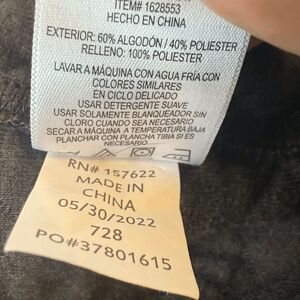 ITEM# 1628553
HECHO EN CHINA
EXTERIOR: 60% ALGODÓN / 40% POLIESTER
RELLENO: 100% POLIESTER
LAVAR A MÁQUINA CON AGUA FRÍA CON
COLORES SIMILARES
EN CICLO DELICADO
USAR DETERGENTE SUAVE
USAR SOLAMENTE BLANQUEADOR SIN
CLORO CUANDO SEA NECESARIO
SECAR A MÁQUINA A TEMPERATURA BAJA
PLANCHAR CON PLANCHA TIBIA SI ES
NECESARIO
RN# 157622
MADE IN
CHINA
05/30/2022
728
PO#37801615